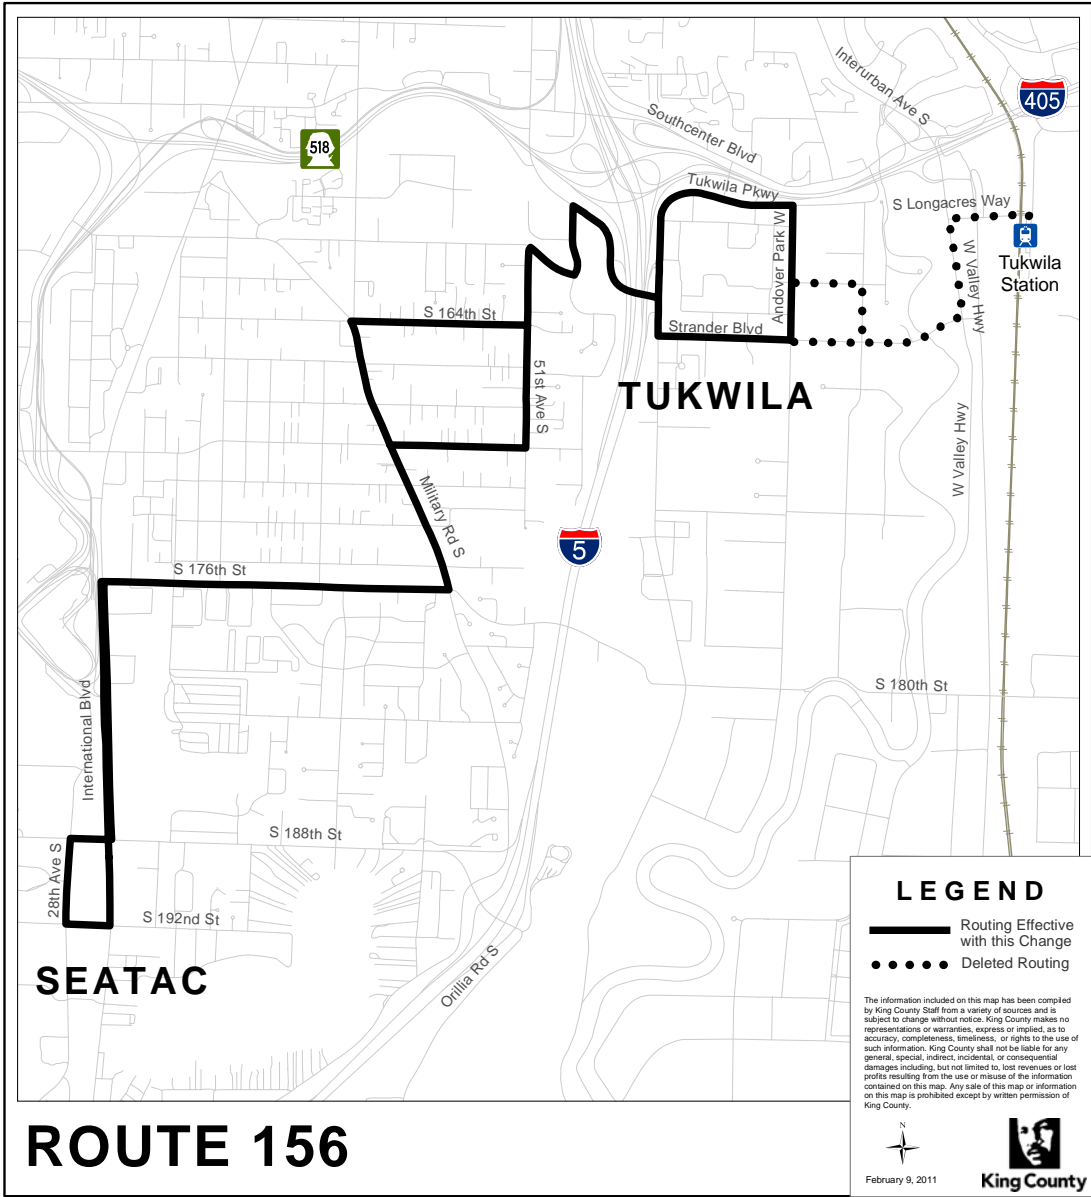 Interurban Ave S
405
518
Southcenter Blvd
Tukwila Pkwy
S Longacres Way
Andover Park W
W Valley Hwy
Tukwila
Station
S 164th St
Strander Blvd
51st Ave S
TUKWILA
W Valley Hwy
Military Rd S
5
S 176th St
S 180th St
International Blvd
S 188th St
28th Ave S
S 192nd St
SEATAC
Orillia Rd S
LEGEND
Routing Effective
with this Change
Deleted Routing
The information included on this map has been compiled
by King County Staff from a variety of sources and is
subject to change without notice. King County makes no
representations or warranties, express or implied, as to
accuracy, completeness, timeliness, or rights to the use of
such information. King County shall not be liable for any
general, special, indirect, incidental, or consequential
damages including, but not limited to, lost revenues or lost
profits resulting from the use or misuse of the information
contained on this map. Any sale of this map or information
on this map is prohibited except by written permission of
King County.
N
February 9, 2011
King County
ROUTE 156